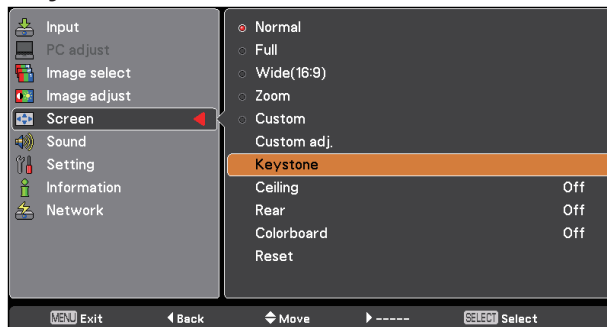 Input
PC adjust
Image select
Image adjust
Screen
Sound
Setting
Information
Network
Normal
Full
Wide(16:9)
Zoom
Custom
Custom adj.
Keystone
Ceiling Off
Rear Off
Colorboard Off
Reset
MENU Exit Back Move ----- SELECT Select